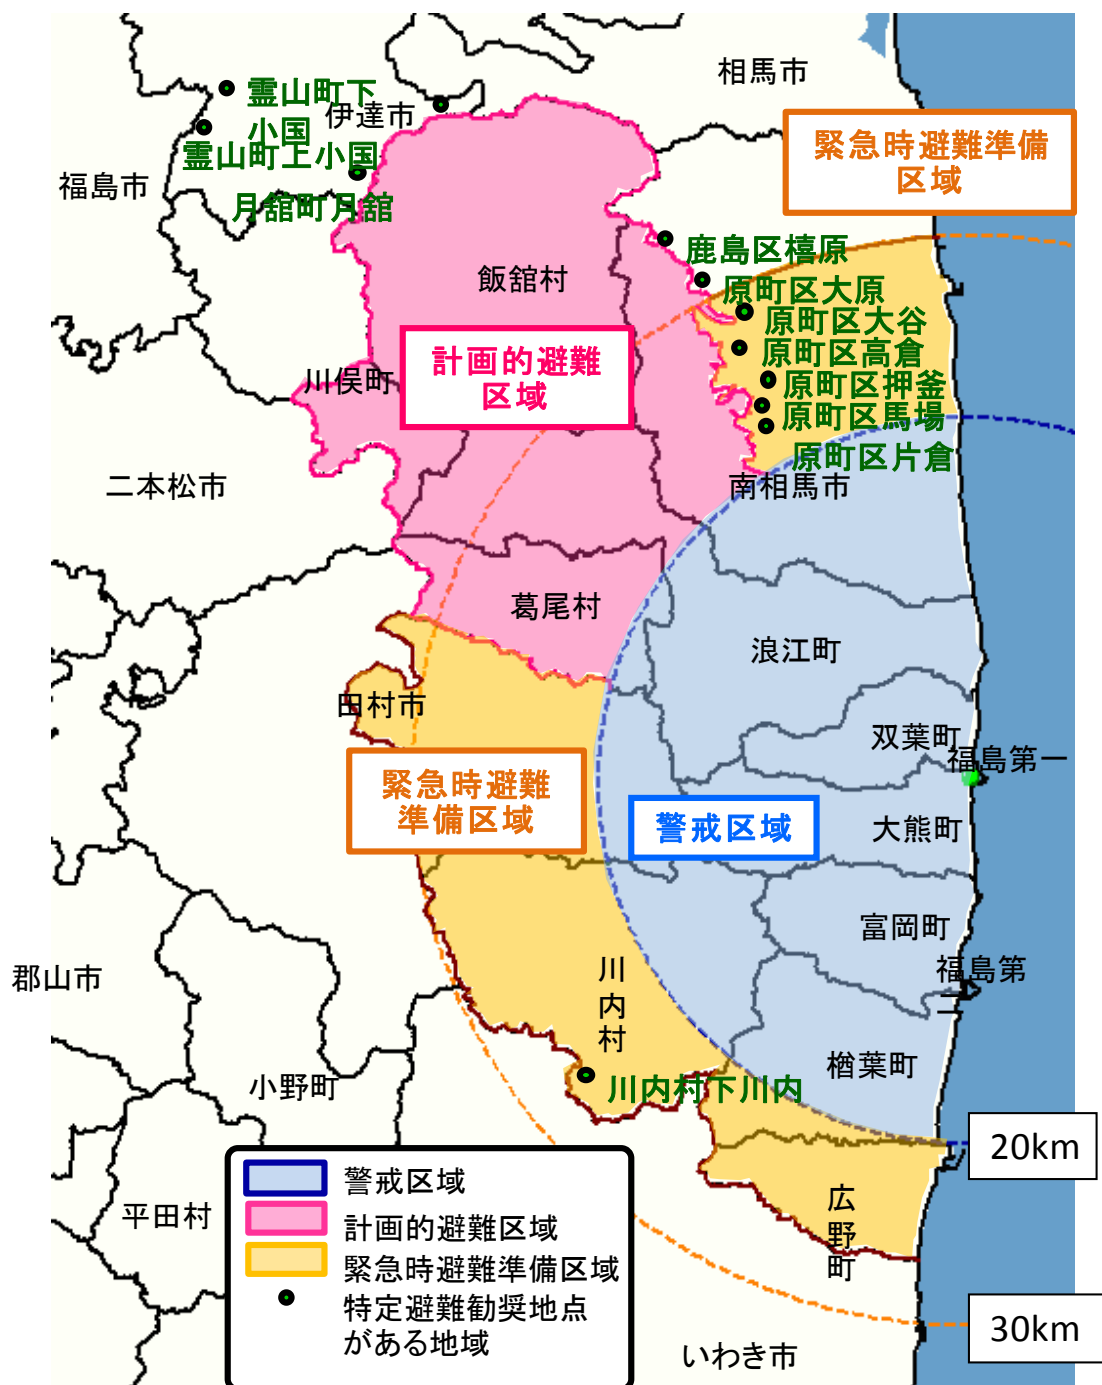 相馬市
霊山町下
小国
伊達市
霊山町上小国
福島市
月舘町月舘
緊急時避難準備
区域
鹿島区橲原
飯舘村
原町区大原
原町区大谷
計画的避難
区域
原町区高倉
川俣町
原町区押釜
原町区馬場
原町区片倉
二本松市
南相馬市
葛尾村
浪江町
田村市
双葉町
福島第一
緊急時避難
準備区域
警戒区域
大熊町
富岡町
郡山市
川内村
福島第
二
楢葉町
小野町
川内村下川内
20km
警戒区域
平田村
計画的避難区域
広野町
緊急時避難準備区域
特定避難勧奨地点
がある地域
30km
いわき市